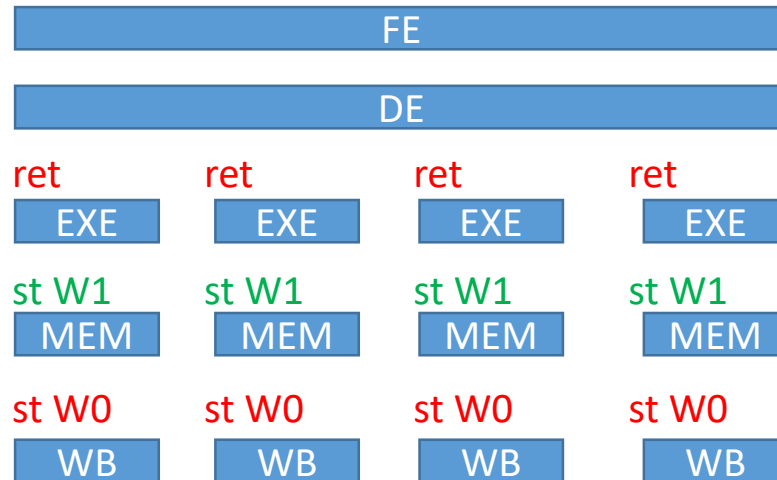 FE
DE
ret ret ret ret
EXE EXE EXE EXE
st W1 st W1 st W1 st W1
MEM MEM MEM MEM
st W0 st W0 st W0 st W0
WB WB WB WB